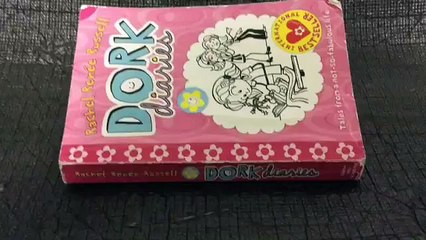 Rachel Renée Russell
DORK
diaries
INTERNATIONAL
BESTSELLER
Tales from a not-so-fabulous life
Rachel Renée Russell
DORK diaries